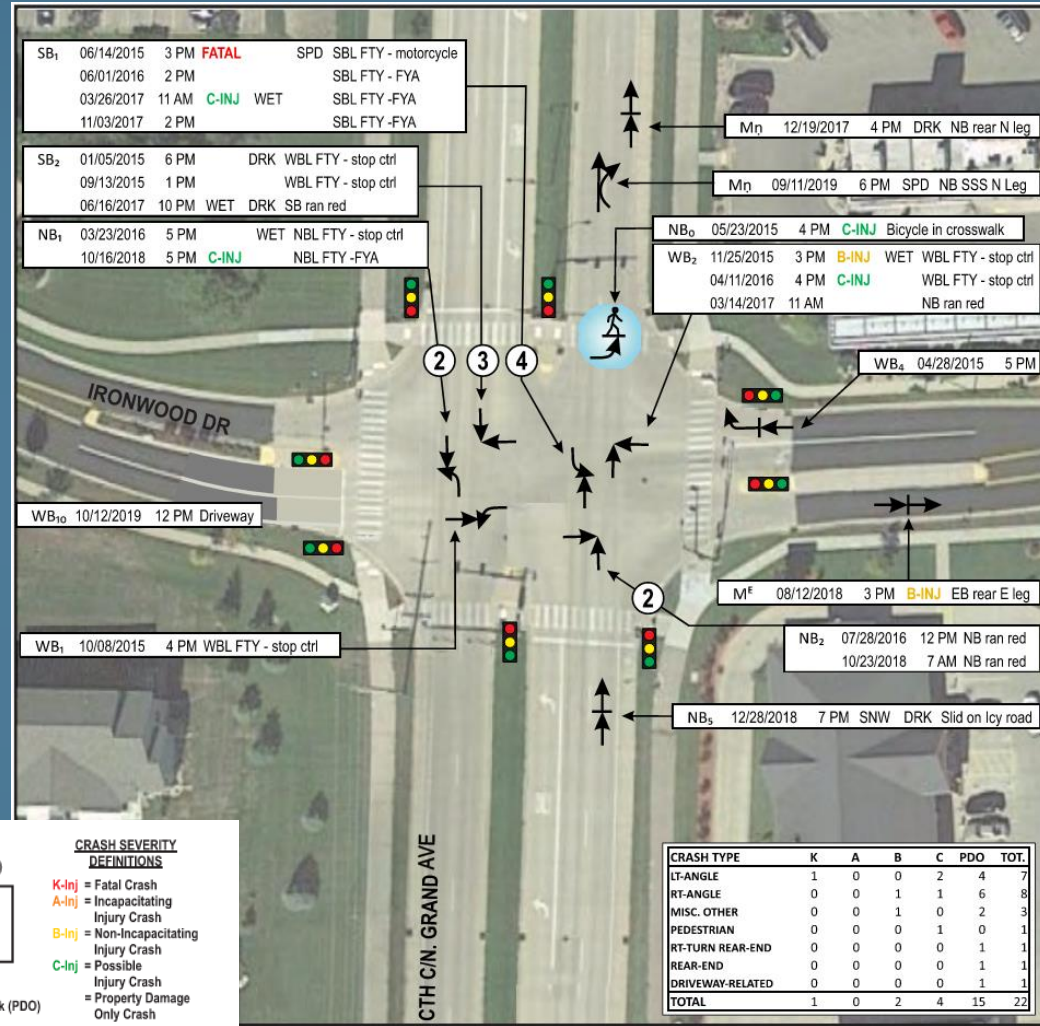 SB₁ 06/14/2015 3 PM FATAL SPD SBL FTY - motorcycle
06/01/2016 2 PM SBL FTY - FYA
03/26/2017 11 AM C-INJ WET SBL FTY -FYA
11/03/2017 2 PM SBL FTY -FYA
SB₂ 01/05/2015 6 PM DRK WBL FTY - stop ctrl
09/13/2015 1 PM WBL FTY - stop ctrl
06/16/2017 10 PM WET DRK SB ran red
NB₁ 03/23/2016 5 PM WET NBL FTY - stop ctrl
10/16/2018 5 PM C-INJ NBL FTY -FYA
Mη 12/19/2017 4 PM DRK NB rear N leg
Mη 09/11/2019 6 PM SPD NB SSS N Leg
NB₀ 05/23/2015 4 PM C-INJ Bicycle in crosswalk
WB₂ 11/25/2015 3 PM B-INJ WET WBL FTY - stop ctrl
04/11/2016 4 PM C-INJ WBL FTY - stop ctrl
03/14/2017 11 AM NB ran red
2 3 4
WB₄ 04/28/2015 5 PM
IRONWOOD DR
WB₁₀ 10/12/2019 12 PM Driveway
Mᴱ 08/12/2018 3 PM B-INJ EB rear E leg
WB₁ 10/08/2015 4 PM WBL FTY - stop ctrl
2
NB₂ 07/28/2016 12 PM NB ran red
10/23/2018 7 AM NB ran red
NB₅ 12/28/2018 7 PM SNW DRK Slid on Icy road
CTH C/N. GRAND AVE
CRASH SEVERITY
DEFINITIONS
K-Inj = Fatal Crash
A-Inj = Incapacitating
Injury Crash
B-Inj = Non-Incapacitating
Injury Crash
C-Inj = Possible
Injury Crash
k (PDO) = Property Damage
Only Crash
CRASH TYPE K A B C PDO TOT.
LT-ANGLE 1 0 0 2 4 7
RT-ANGLE 0 0 1 1 6 8
MISC. OTHER 0 0 1 0 2 3
PEDESTRIAN 0 0 0 1 0 1
RT-TURN REAR-END 0 0 0 0 1 1
REAR-END 0 0 0 0 1 1
DRIVEWAY-RELATED 0 0 0 0 1 1
TOTAL 1 0 2 4 15 22